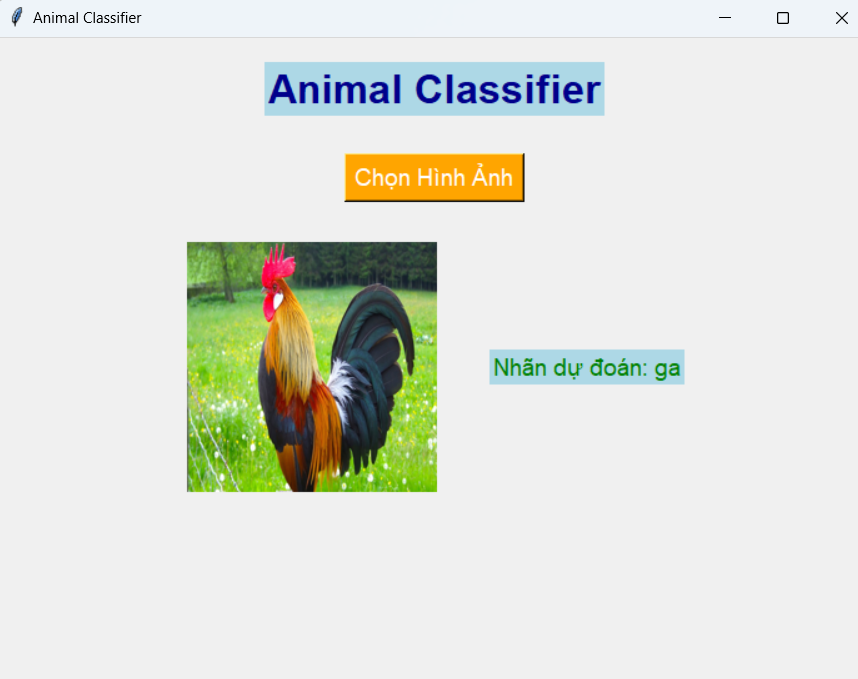 Animal Classifier
Animal Classifier
Chọn Hình Ảnh
Nhãn dự đoán: ga